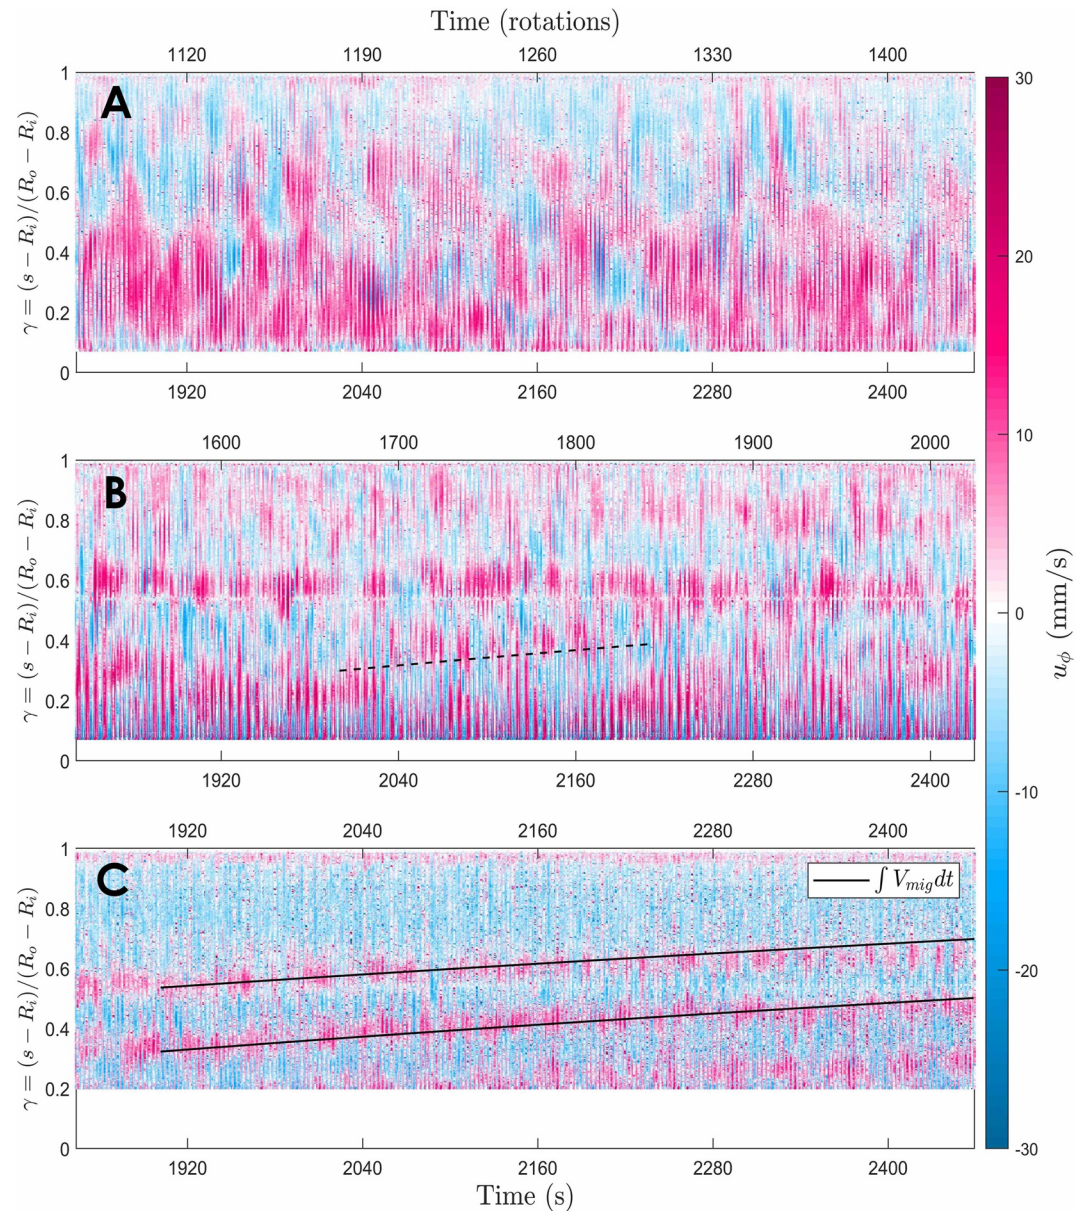 Time (rotations)
1120 1190 1260 1330 1400
A
γ = (s − R_i)/(R_o − R_i)
1
0.8
0.6
0.4
0.2
0
1920 2040 2160 2280 2400
1600 1700 1800 1900 2000
B
γ = (s − R_i)/(R_o − R_i)
1
0.8
0.6
0.4
0.2
0
1920 2040 2160 2280 2400
1920 2040 2160 2280 2400
C
∫ V_{mig}dt
γ = (s − R_i)/(R_o − R_i)
1
0.8
0.6
0.4
0.2
0
1920 2040 2160 2280 2400
Time (s)
30
20
10
0
-10
-20
-30
u_ϕ (mm/s)